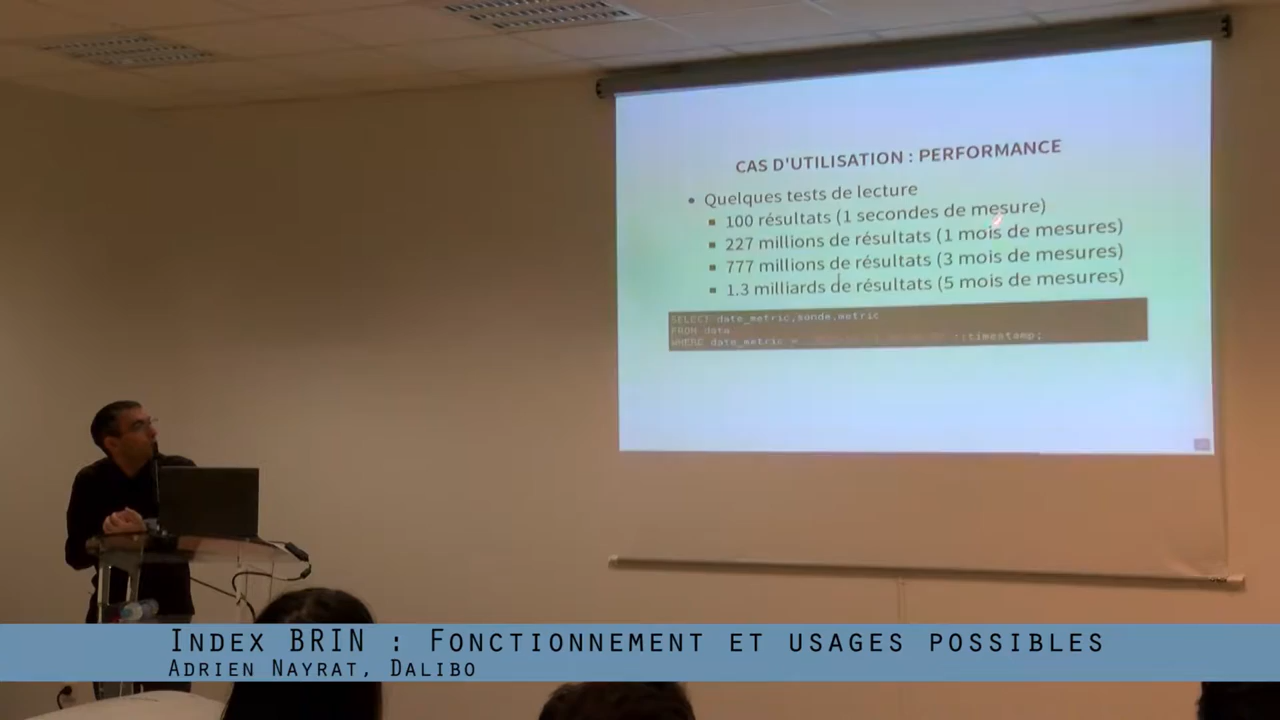 CAS D'UTILISATION : PERFORMANCE
• Quelques tests de lecture
▪ 100 résultats (1 secondes de mesure)
▪ 227 millions de résultats (1 mois de mesures)
▪ 777 millions de résultats (3 mois de mesures)
▪ 1.3 milliards de résultats (5 mois de mesures)
SELECT date_metric,sonde,metric
FROM data
WHERE date_metric = ::timestamp;
INDEX BRIN : FONCTIONNEMENT ET USAGES POSSIBLES
ADRIEN NAYRAT, DALIBO